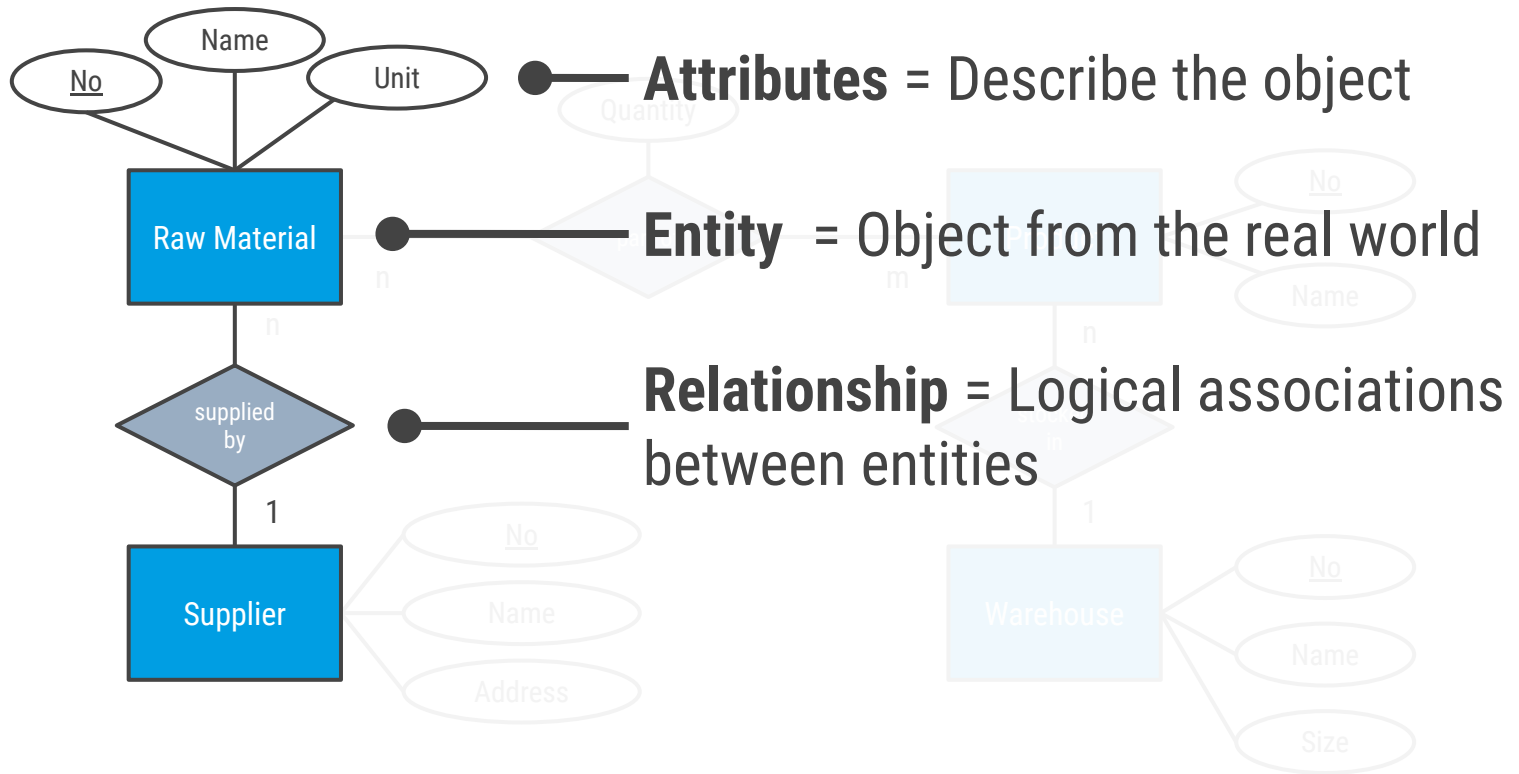 Name
No
Unit
Attributes = Describe the object
Quantity
No
Raw Material
Entity = Object from the real world
n
m
Name
n
n
supplied
by
Relationship = Logical associations
between entities
in
1
1
No
No
Supplier
Name
Warehouse
Name
Address
Size